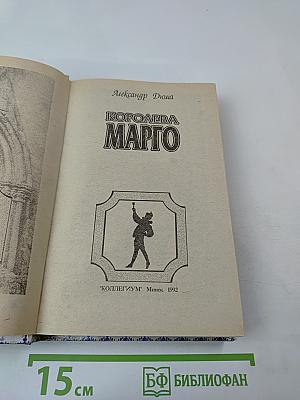 Александр Дюма
КОРОЛЕВА
МАРГО
"КОЛЛЕГИУМ" Минск 1992
15 см
БФ БИБЛИОФАН